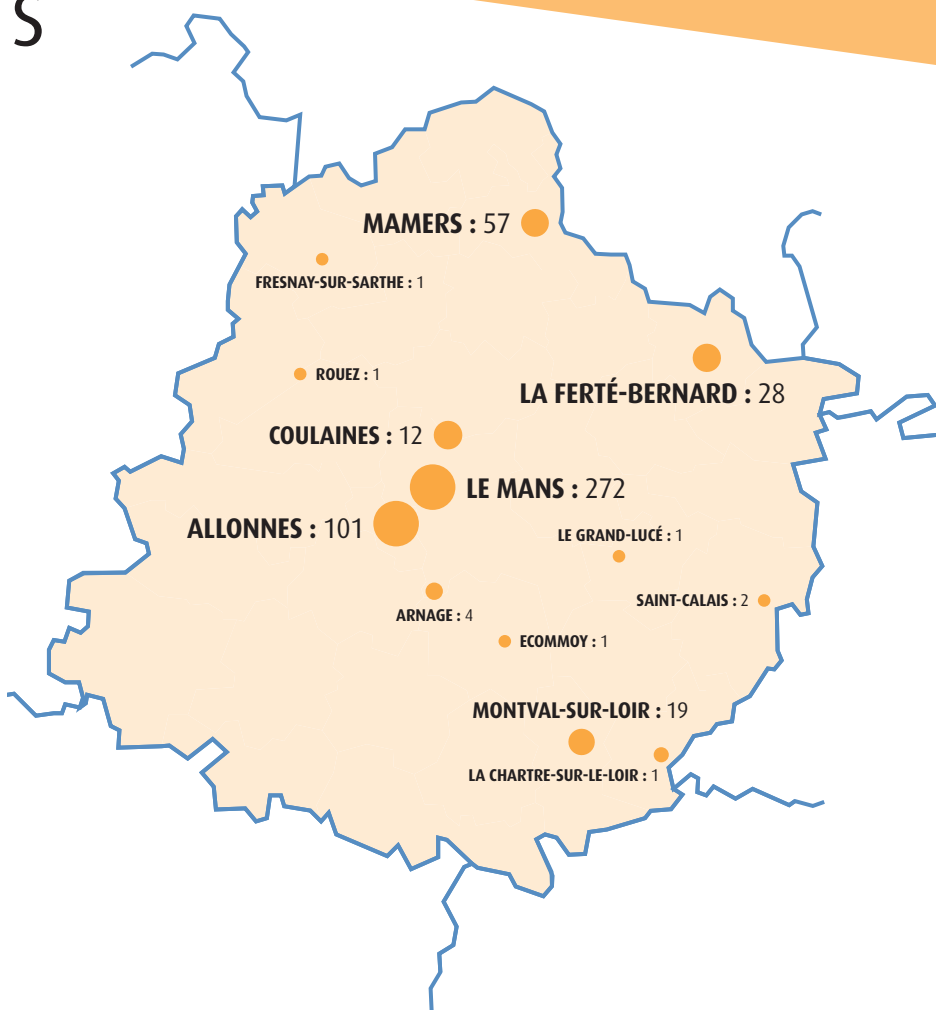 S
MAMERS : 57
FRESNAY-SUR-SARTHE : 1
ROUEZ : 1
LA FERTÉ-BERNARD : 28
COULAINES : 12
LE MANS : 272
ALLONNES : 101
LE GRAND-LUCÉ : 1
SAINT-CALAIS : 2
ARNAGE : 4
ECOMMOY : 1
MONTVAL-SUR-LOIR : 19
LA CHARTRE-SUR-LE-LOIR : 1